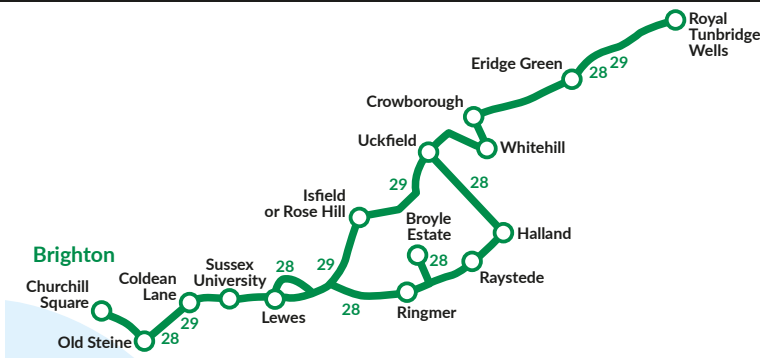 Royal
Tunbridge
Wells
Eridge Green
28 29
Crowborough
Uckfield
Whitehill
29
28
Isfield
or Rose Hill
Broyle
Estate
Halland
28
Brighton
Sussex
University
28
29
Coldean
Lane
Churchill
Square
Raystede
28
Ringmer
Lewes
29
28
Old Steine